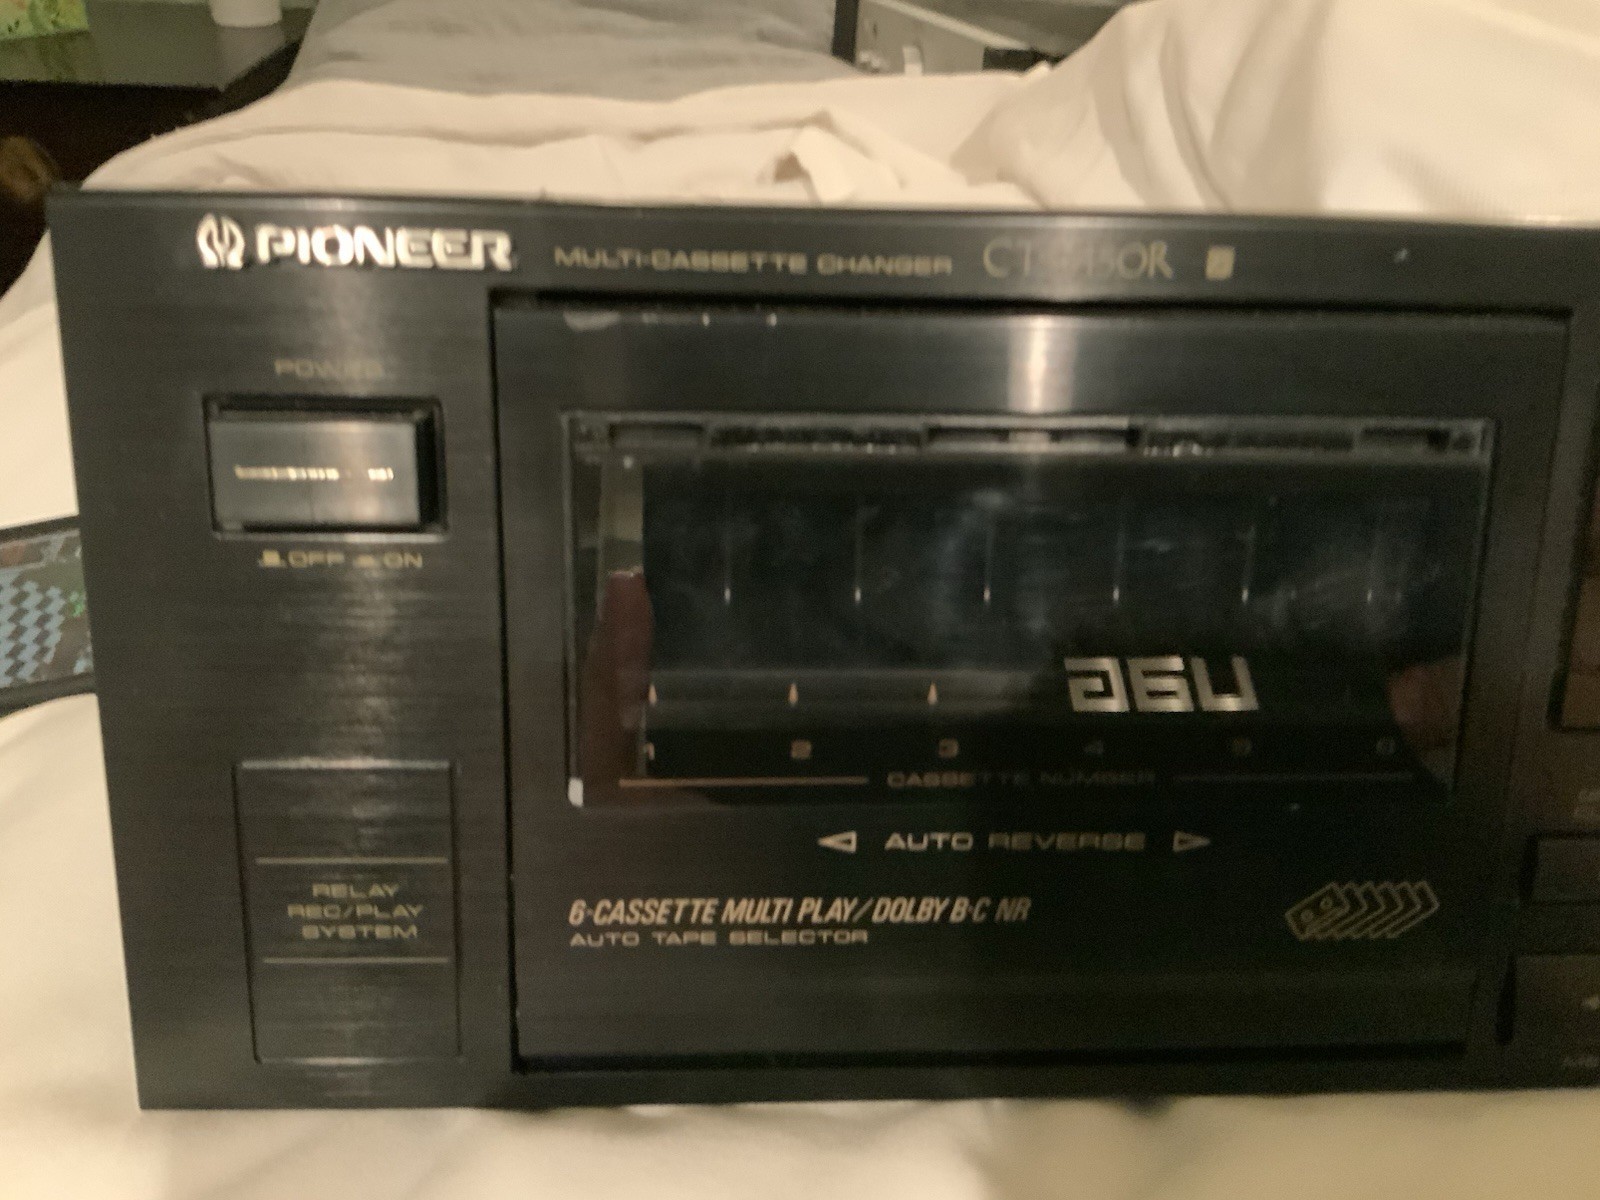 PIONEER MULTI-CASSETTE CHANGER
POWER
OFF ON
1 2 3 4 5 6
CASSETTE NUMBER
AUTO REVERSE
6-CASSETTE MULTI PLAY/DOLBY B·C NR
AUTO TAPE SELECTOR
RELAY
REC/PLAY
SYSTEM